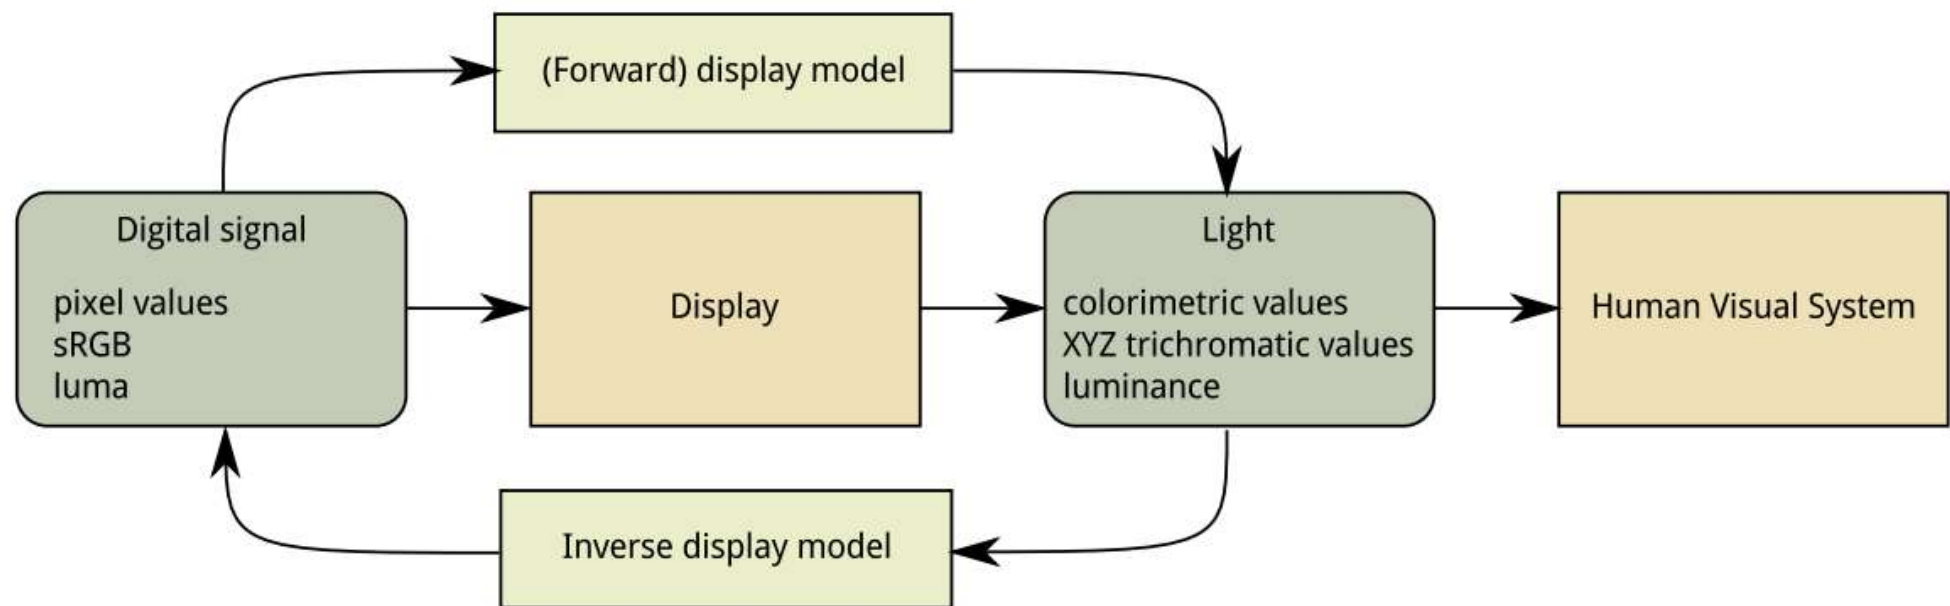 (Forward) display model
Digital signal
pixel values
sRGB
luma
Display
Light
colorimetric values
XYZ trichromatic values
luminance
Human Visual System
Inverse display model